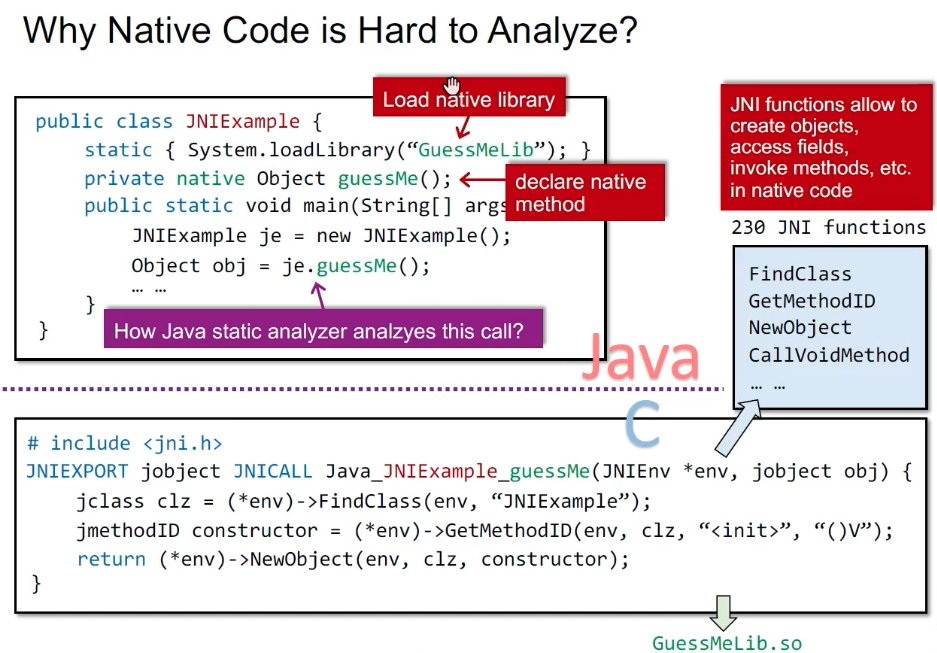 Why Native Code is Hard to Analyze?
Load native library
public class JNIExample {
static { System.loadLibrary(“GuessMeLib”); }
private native Object guessMe();
declare native
method
public static void main(String[] args
JNIExample je = new JNIExample();
Object obj = je.guessMe();
… …
}
How Java static analyzer analzyes this call?
}
JNI functions allow to
create objects,
access fields,
invoke methods, etc.
in native code
230 JNI functions
FindClass
GetMethodID
NewObject
CallVoidMethod
… …
Java
C
# include <jni.h>
JNIEXPORT jobject JNICALL Java_JNIExample_guessMe(JNIEnv *env, jobject obj) {
jclass clz = (*env)->FindClass(env, “JNIExample”);
jmethodID constructor = (*env)->GetMethodID(env, clz, “<init>”, “()V”);
return (*env)->NewObject(env, clz, constructor);
}
GuessMeLib.so